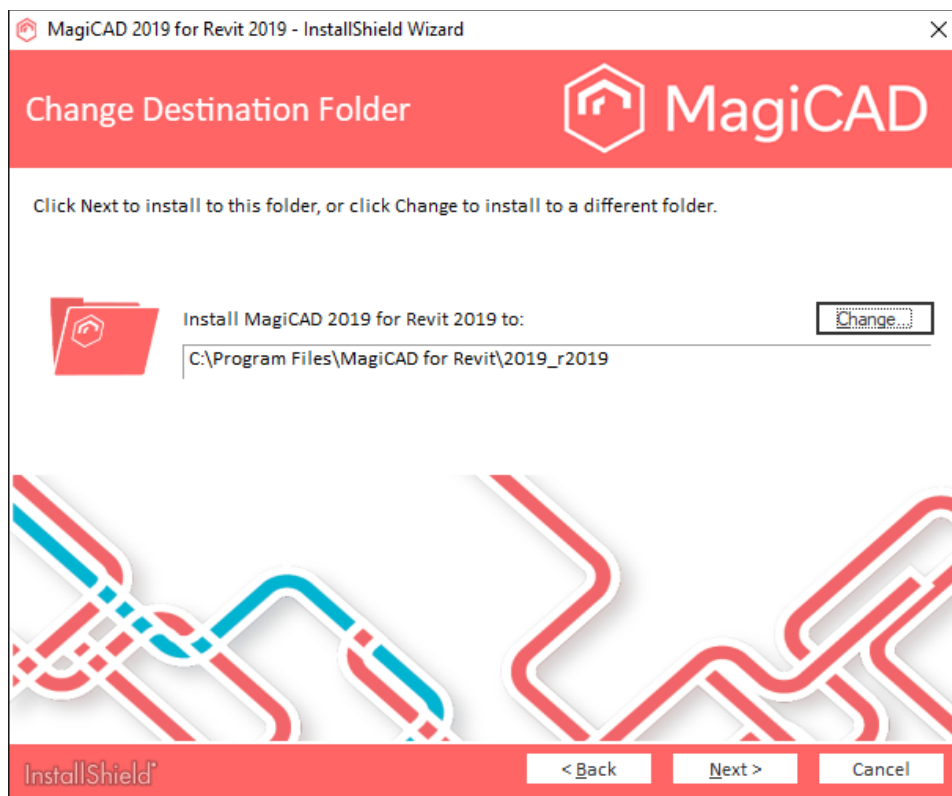 MagiCAD 2019 for Revit 2019 - InstallShield Wizard
Change Destination Folder
MagiCAD
Click Next to install to this folder, or click Change to install to a different folder.
Install MagiCAD 2019 for Revit 2019 to:
Change...
C:\Program Files\MagiCAD for Revit\2019_r2019
InstallShield
< Back
Next >
Cancel